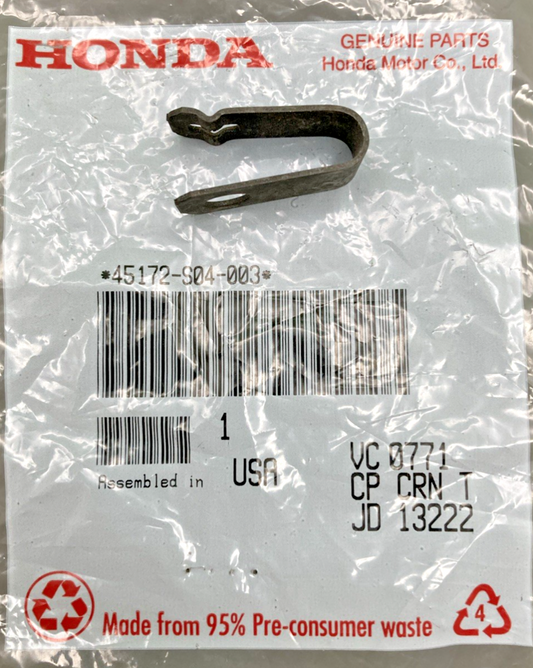 HONDA
GENUINE PARTS
Honda Motor Co., Ltd
*45172-S04-003*
1
Assembled in USA
VC 0771
CP CRN T
JD 13222
Made from 95% Pre-consumer waste
4